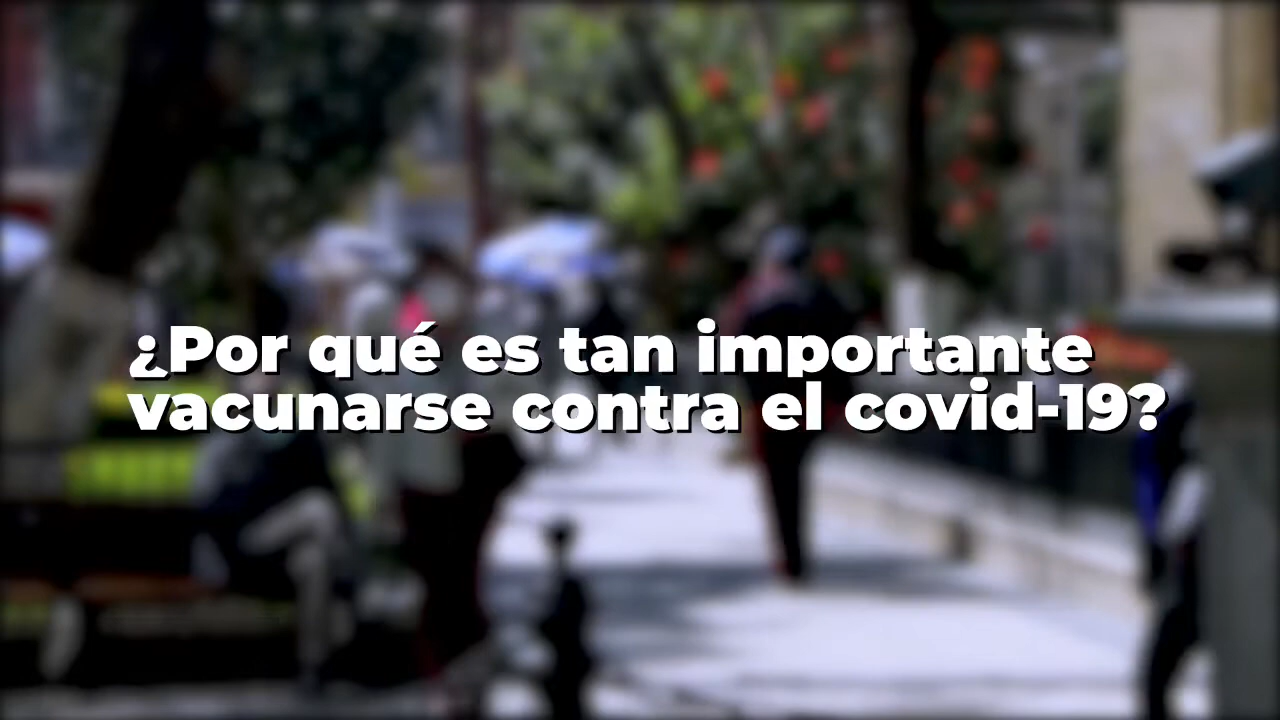 ¿Por qué es tan importante
vacunarse contra el covid-19?